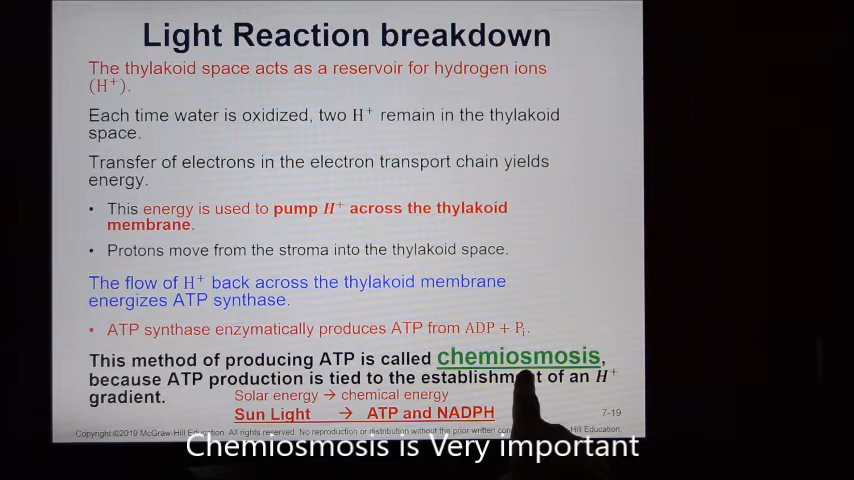 Light Reaction breakdown
The thylakoid space acts as a reservoir for hydrogen ions
(H⁺).
Each time water is oxidized, two H⁺ remain in the thylakoid
space.
Transfer of electrons in the electron transport chain yields
energy.
• This energy is used to pump H⁺ across the thylakoid
membrane.
• Protons move from the stroma into the thylakoid space.
The flow of H⁺ back across the thylakoid membrane
energizes ATP synthase.
• ATP synthase enzymatically produces ATP from ADP + Pᵢ.
This method of producing ATP is called chemiosmosis,
because ATP production is tied to the establishment of an H⁺
gradient.
Solar energy → chemical energy
Sun Light → ATP and NADPH
7-19
Copyright ©2019 McGraw-Hill Education. All rights reserved. No reproduction or distribution without the prior written Hill Education.
Chemiosmosis is Very important